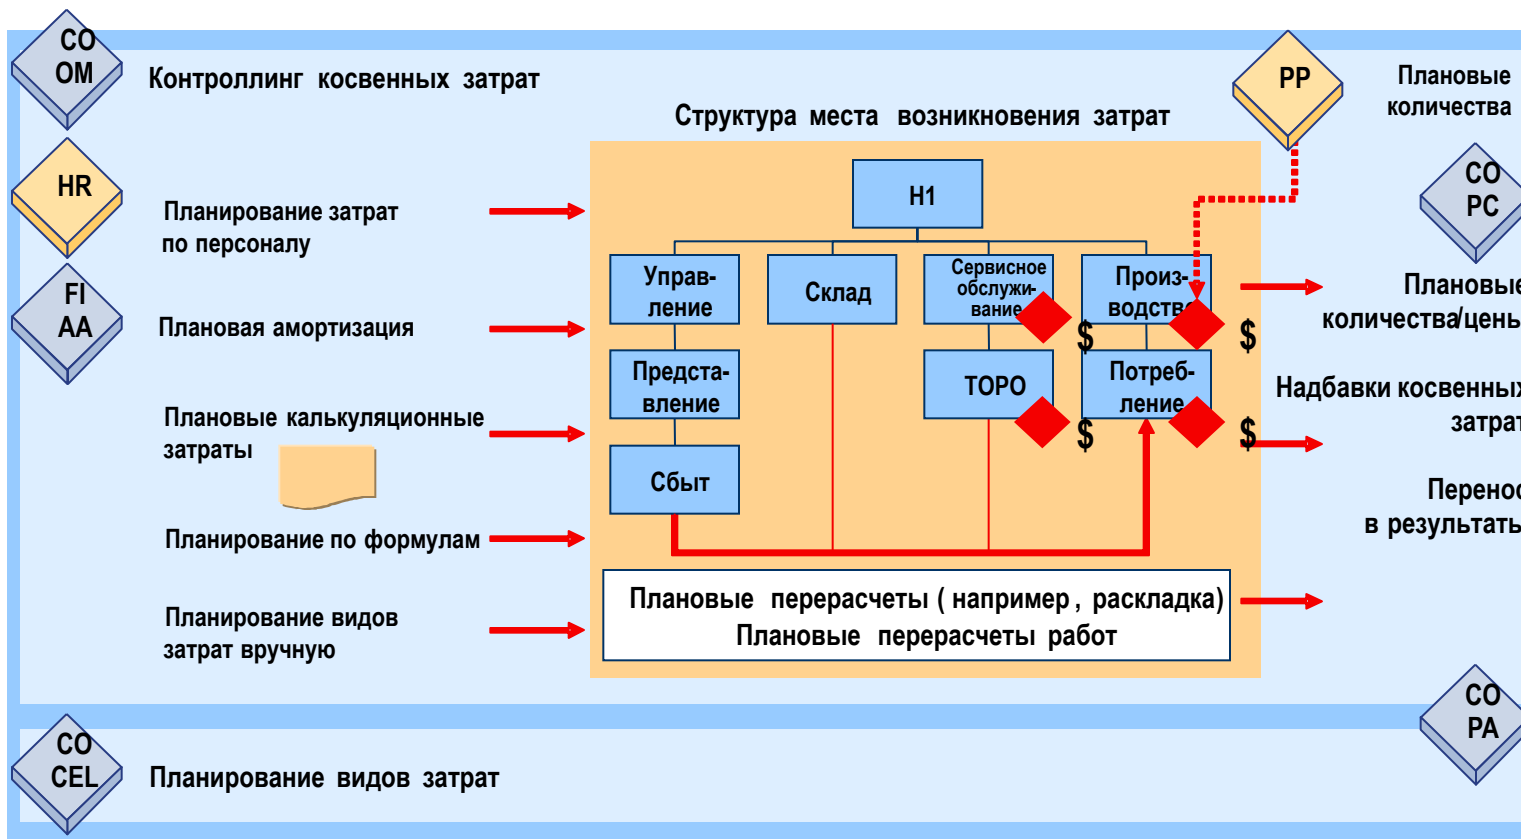 CO
OM
Контроллинг косвенных затрат
PP
Плановые
количества
Структура места возникновения затрат
HR
Планирование затрат
по персоналу
H1
CO
PC
FI
AA
Плановая амортизация
Управ-
ление
Склад
Сервисное
обслужи-
вание
$
Произ-
водство
$
Плановые
количества/цены
Предста-
вление
ТОРО
$
Потреб-
ление
$
Надбавки косвенных
затрат
Плановые калькуляционные
затраты
Сбыт
Перенос
в результаты
Планирование по формулам
Плановые перерасчеты ( например , раскладка)
Плановые перерасчеты работ
Планирование видов
затрат вручную
CO
PA
CO
CEL
Планирование видов затрат